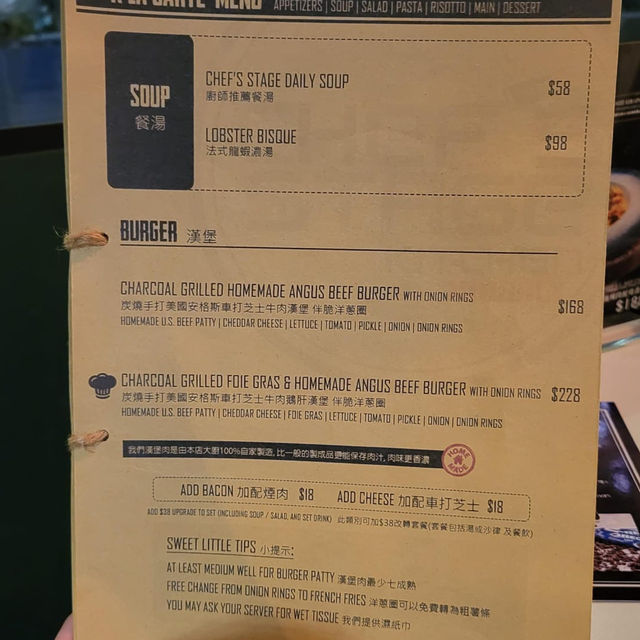 À LA CARTE MENU APPETIZERS | SOUP | SALAD | PASTA | RISOTTO | MAIN | DESSERT
SOUP
餐湯
CHEF'S STAGE DAILY SOUP $58
廚師推薦餐湯
LOBSTER BISQUE $98
法式龍蝦濃湯
BURGER 漢堡
CHARCOAL GRILLED HOMEMADE ANGUS BEEF BURGER WITH ONION RINGS $168
炭燒手打美國安格斯車打芝士牛肉漢堡 伴脆洋蔥圈
HOMEMADE U.S. BEEF PATTY | CHEDDAR CHEESE | LETTUCE | TOMATO | PICKLE | ONION | ONION RINGS
CHARCOAL GRILLED FOIE GRAS & HOMEMADE ANGUS BEEF BURGER WITH ONION RINGS $228
炭燒手打美國安格斯車打芝士牛肉鵝肝漢堡 伴脆洋蔥圈
HOMEMADE U.S. BEEF PATTY | CHEDDAR CHEESE | FOIE GRAS | LETTUCE | TOMATO | PICKLE | ONION | ONION RINGS
我們漢堡肉是由本店大廚100%自家製造, 比一般的製成品更能保存肉汁, 肉味更香濃
HOME MADE
ADD BACON 加配煙肉 $18 ADD CHEESE 加配車打芝士 $18
ADD $38 UPGRADE TO SET (INCLUDING SOUP / SALAD, AND SET DRINK) 此類別可加$38改轉套餐(套餐包括湯或沙律 及餐飲)
SWEET LITTLE TIPS 小提示:
AT LEAST MEDIUM WELL FOR BURGER PATTY 漢堡肉最少七成熟
FREE CHANGE FROM ONION RINGS TO FRENCH FRIES 洋蔥圈可以免費轉為粗薯條
YOU MAY ASK YOUR SERVER FOR WET TISSUE 我們提供濕紙巾